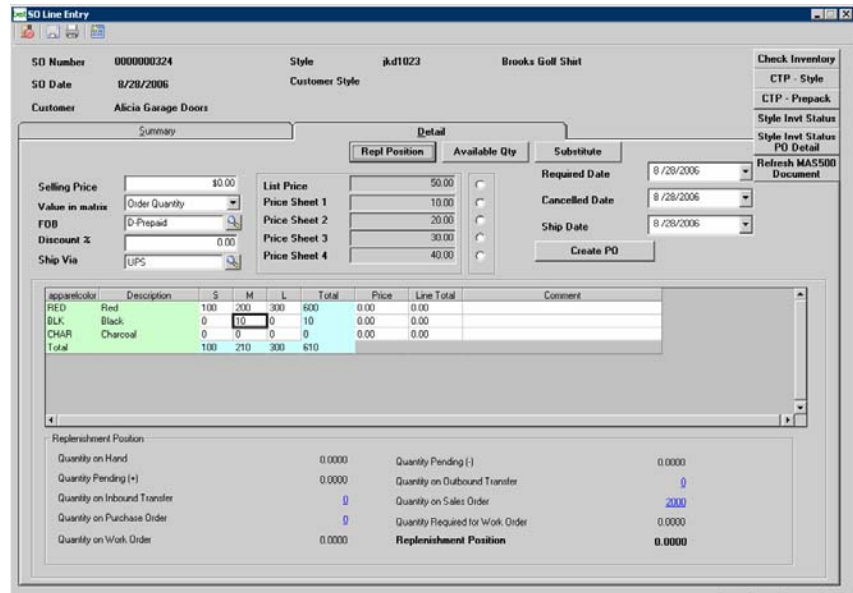 SO Line Entry
SO Number 0000000324 Style jkd1023 Brooks Golf Shirt
SO Date 8/28/2006 Customer Style
Customer Alicia Garage Doors
Check Inventory
CTP - Style
CTP - Prepack
Style Invt Status
Style Invt Status PO Detail
Refresh MAS500 Document
Summary Detail
Repl Position Available Qty Substitute
Selling Price $0.00
Value in matrix Order Quantity
FOB D-Prepaid
Discount % 0.00
Ship Via UPS
List Price 50.00
Price Sheet 1 10.00
Price Sheet 2 20.00
Price Sheet 3 30.00
Price Sheet 4 40.00
Required Date 8 /28/2006
Cancelled Date 8 /28/2006
Ship Date 8 /28/2006
Create PO
apparelcolor Description S M L Total Price Line Total Comment
RED Red 100 200 300 600 0.00 0.00
BLK Black 0 10 0 10 0.00 0.00
CHAR Charcoal 0 0 0 0 0.00 0.00
Total 100 210 300 610
Replenishment Position
Quantity on Hand 0.0000 Quantity Pending (-) 0.0000
Quantity Pending (+) 0.0000 Quantity on Outbound Transfer 0
Quantity on Inbound Transfer 0 Quantity on Sales Order 2000
Quantity on Purchase Order 0 Quantity Required for Work Order 0.0000
Quantity on Work Order 0.0000 Replenishment Position 0.0000